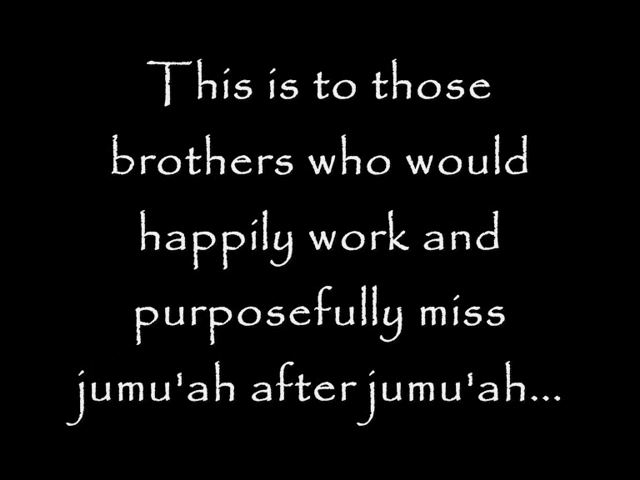 This is to those
brothers who would
happily work and
purposefully miss
jumu'ah after jumu'ah...